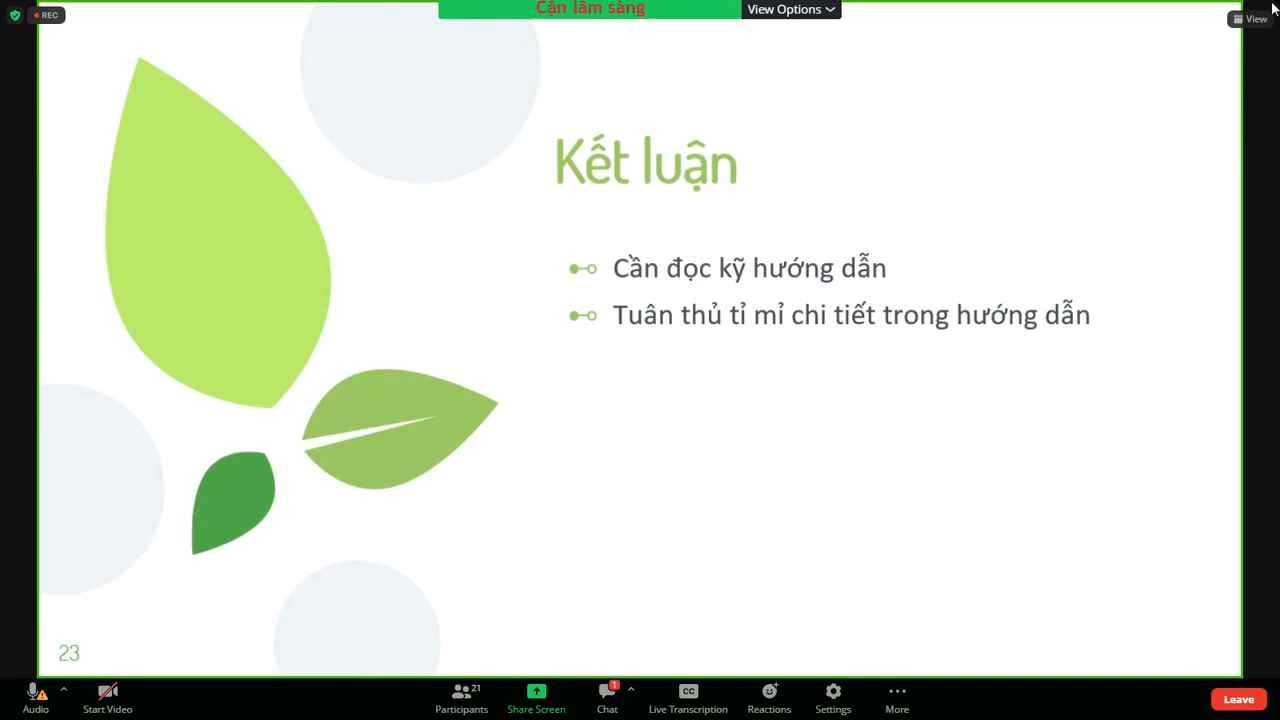 REC
Cận lâm sàng
View Options
View
Kết luận
Cần đọc kỹ hướng dẫn
Tuân thủ tỉ mỉ chi tiết trong hướng dẫn
23
Audio
Start Video
21
Participants
Share Screen
1
Chat
CC
Live Transcription
Reactions
Settings
More
Leave